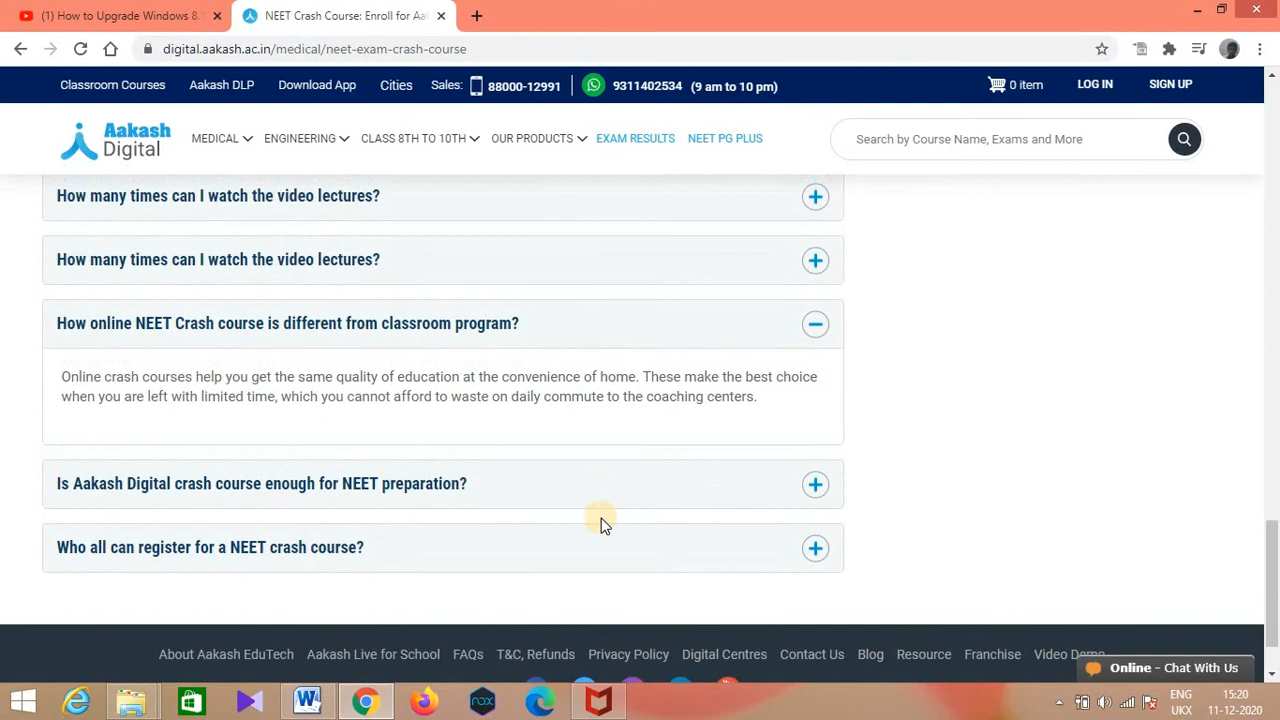 (1) How to Upgrade Windows 8.
NEET Crash Course: Enroll for Aa
digital.aakash.ac.in/medical/neet-exam-crash-course
Classroom Courses Aakash DLP Download App Cities Sales: 88000-12991 9311402534 (9 am to 10 pm) 0 item LOG IN SIGN UP
Aakash
Digital
MEDICAL ENGINEERING CLASS 8TH TO 10TH OUR PRODUCTS EXAM RESULTS NEET PG PLUS Search by Course Name, Exams and More
How many times can I watch the video lectures?
How many times can I watch the video lectures?
How online NEET Crash course is different from classroom program?
Online crash courses help you get the same quality of education at the convenience of home. These make the best choice
when you are left with limited time, which you cannot afford to waste on daily commute to the coaching centers.
Is Aakash Digital crash course enough for NEET preparation?
Who all can register for a NEET crash course?
About Aakash EduTech Aakash Live for School FAQs T&C, Refunds Privacy Policy Digital Centres Contact Us Blog Resource Franchise Video Demo
Online - Chat With Us
nox
ENG 15:20
UKX 11-12-2020